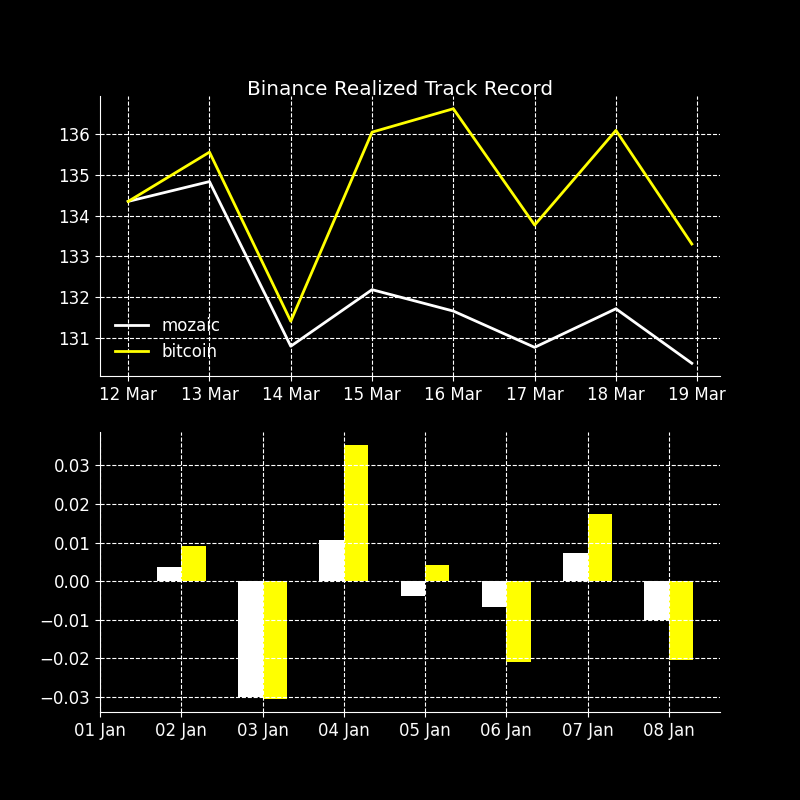 Binance Realized Track Record
136
135
134
133
132
131
mozaic
bitcoin
12 Mar 13 Mar 14 Mar 15 Mar 16 Mar 17 Mar 18 Mar 19 Mar
0.03
0.02
0.01
0.00
−0.01
−0.02
−0.03
01 Jan 02 Jan 03 Jan 04 Jan 05 Jan 06 Jan 07 Jan 08 Jan